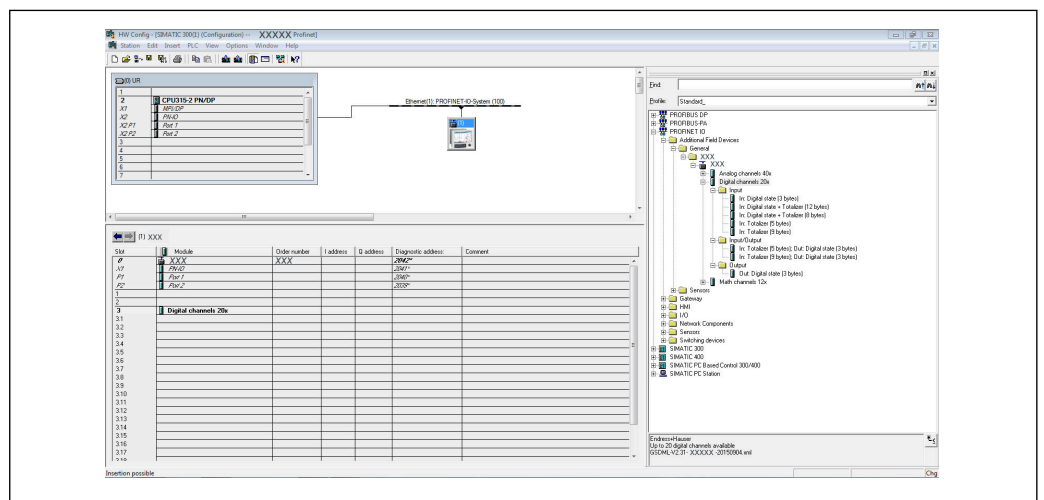 HW Config - [SIMATIC 300(1) (Configuration) -- XXXXX Profinet]
Station Edit Insert PLC View Options Window Help
(0) UR
1
2 CPU315-2 PN/DP
X1 MPI/DP
X2 PN-IO
X2 P1 Port 1
X2 P2 Port 2
3
4
5
6
7
Ethernet(1): PROFINET-IO-System (100)
(1) XXX
Slot Module Order number I address Q address Diagnostic address: Comment
0 XXX XXX 2042*
X1 PN-IO 2041*
P1 Port 1 2040*
P2 Port 2 2039*
1
2
3 Digital channels 20x
3.1
3.2
3.3
3.4
3.5
3.6
3.7
3.8
3.9
3.10
3.11
3.12
3.13
3.14
3.15
3.16
3.17
3.18
Insertion possible
Find:
Profile: Standard_
PROFIBUS DP
PROFIBUS-PA
PROFINET IO
Additional Field Devices
General
XXX
XXX
Analog channels 40x
Digital channels 20x
Input
In: Digital state (3 bytes)
In: Digital state + Totalizer (12 bytes)
In: Digital state + Totalizer (8 bytes)
In: Totalizer (5 bytes)
In: Totalizer (9 bytes)
Input/Output
In: Totalizer (5 bytes); Out: Digital state (3 bytes)
In: Totalizer (9 bytes); Out: Digital state (3 bytes)
Output
Out: Digital state (3 bytes)
Math channels 12x
Sensors
Gateway
HMI
I/O
Network Components
Sensors
Switching devices
SIMATIC 300
SIMATIC 400
SIMATIC PC Based Control 300/400
SIMATIC PC Station
Endress+Hauser
Up to 20 digital channels available
GSDML-V2.31- XXXXX -20150904.xml
Chg